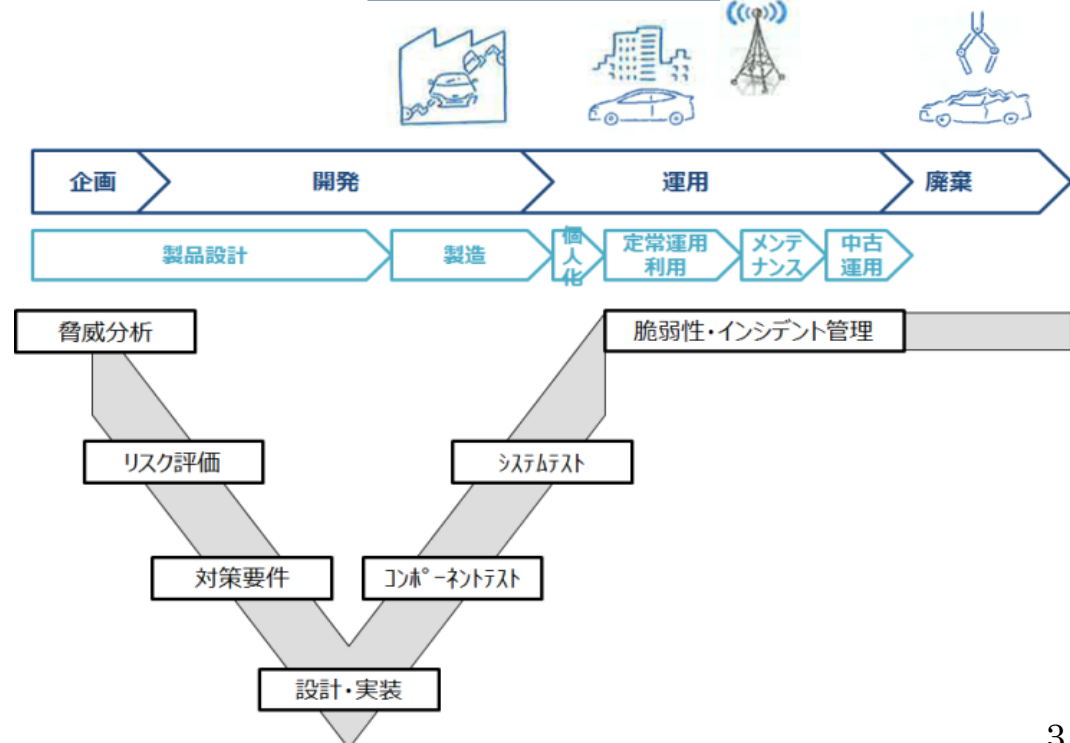 企画
開発
運用
廃棄
製品設計
製造
個
人
化
定常運用
利用
メンテ
ナンス
中古
運用
脅威分析
脆弱性・インシデント管理
リスク評価
ｼｽﾃﾑﾃｽﾄ
対策要件
ｺﾝﾎﾟｰﾈﾝﾄﾃｽﾄ
設計・実装
3